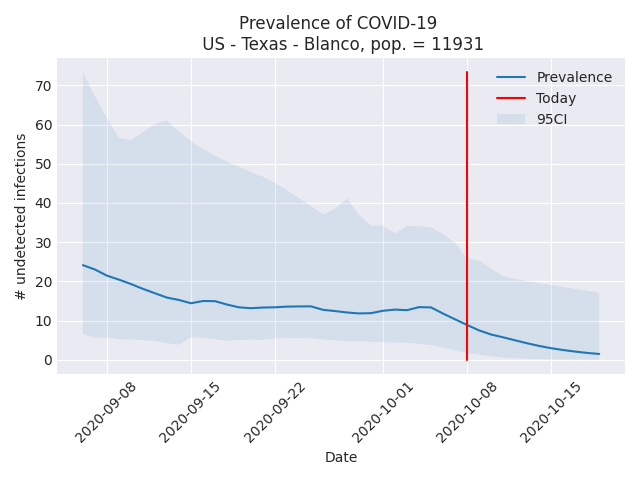 Prevalence of COVID-19
US - Texas - Blanco, pop. = 11931
# undetected infections
70
60
50
40
30
20
10
0
Prevalence
Today
95CI
2020-09-08
2020-09-15
2020-09-22
2020-10-01
2020-10-08
2020-10-15
Date